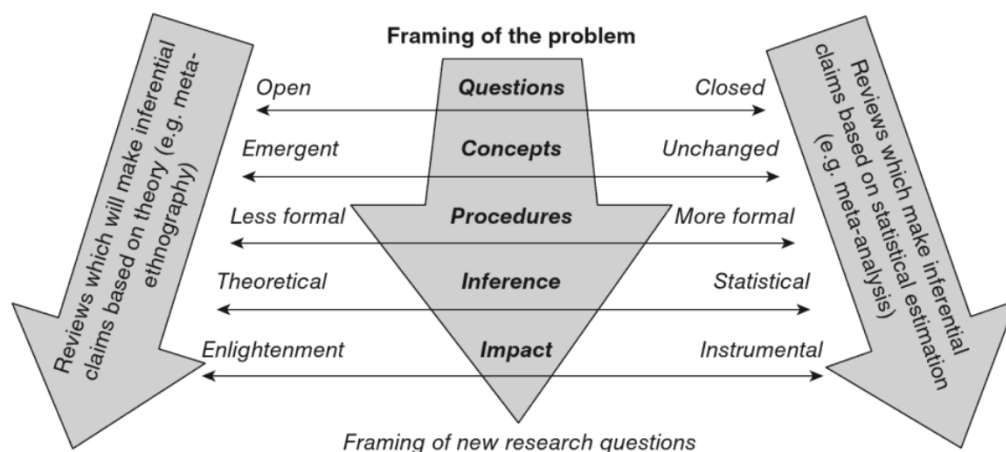 Framing of the problem
Reviews which will make inferential
claims based on theory (e.g. meta-
ethnography)
Open Questions Closed
Emergent Concepts Unchanged
Less formal Procedures More formal
Theoretical Inference Statistical
Enlightenment Impact Instrumental
Reviews which make inferential
claims based on statistical estimation
(e.g. meta-analysis)
Framing of new research questions